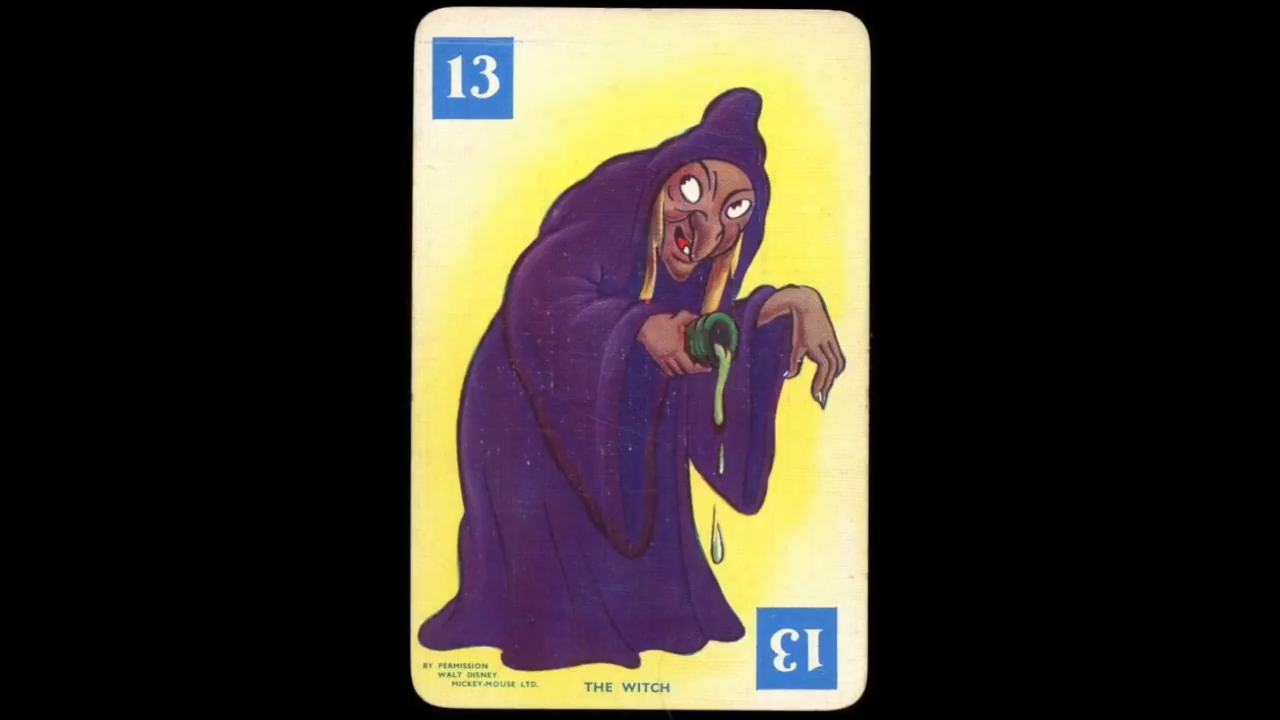 13
BY PERMISSION
WALT DISNEY.
MICKEY-MOUSE LTD.
THE WITCH
13